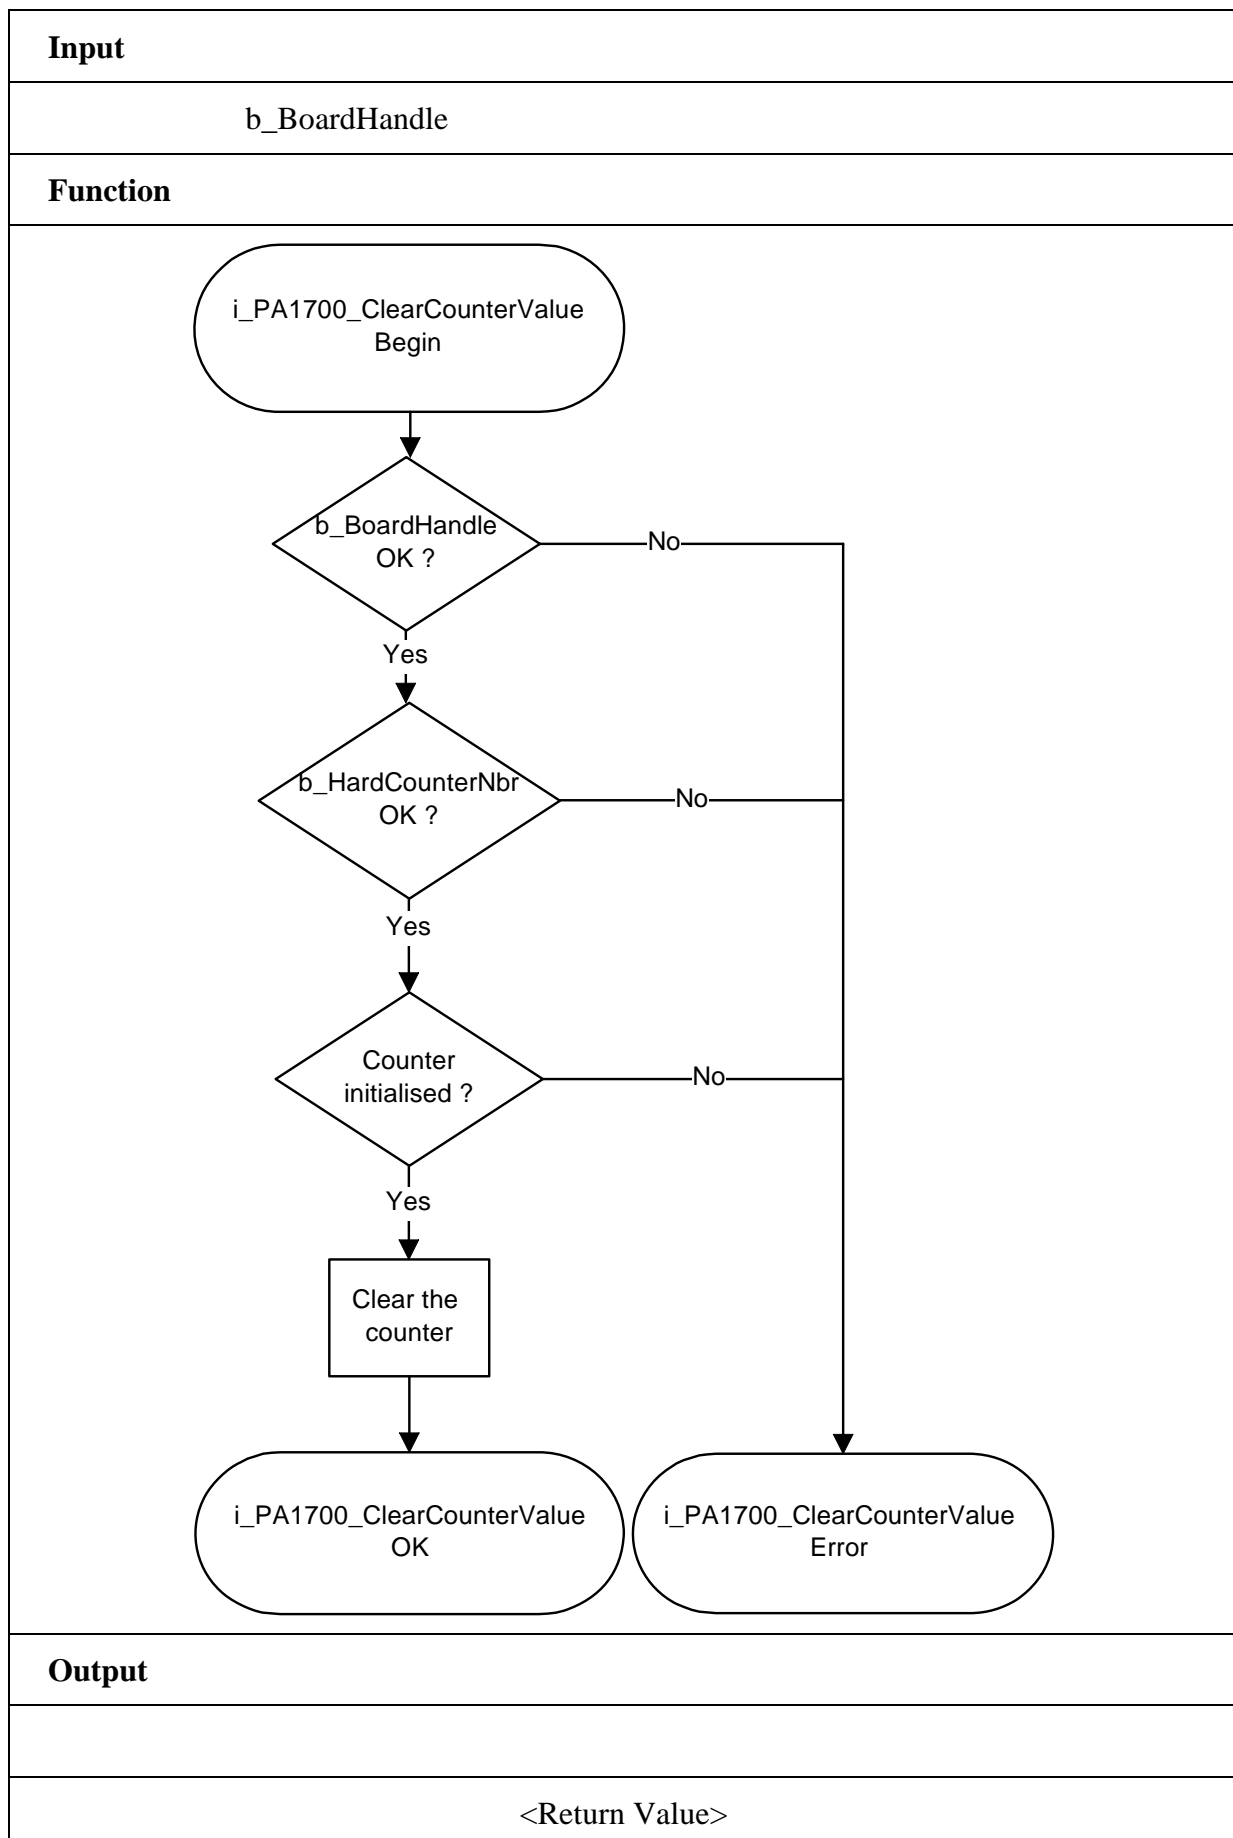 Input
b_BoardHandle
Function
i_PA1700_ClearCounterValue
Begin
b_BoardHandle
OK ?
No
Yes
b_HardCounterNbr
OK ?
No
Yes
Counter
initialised ?
No
Yes
Clear the
counter
i_PA1700_ClearCounterValue
OK
i_PA1700_ClearCounterValue
Error
Output
<Return Value>